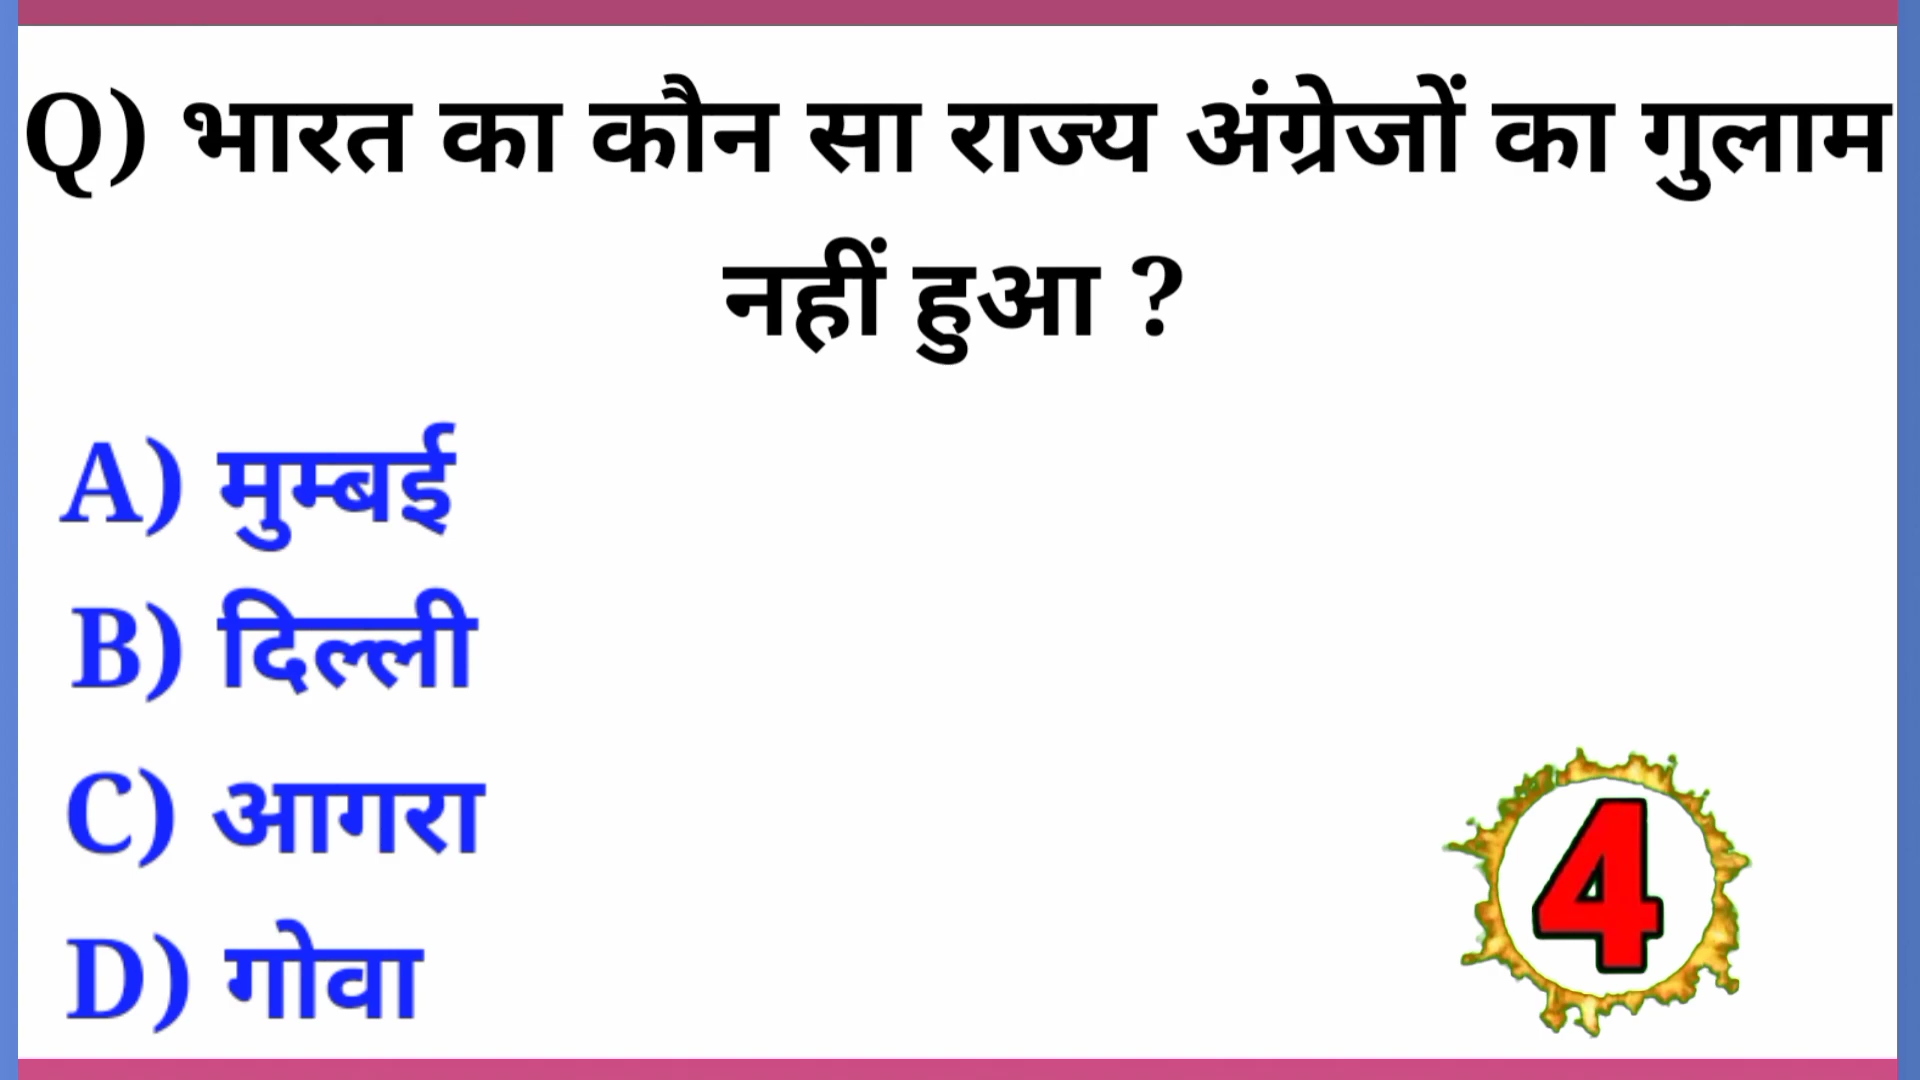 Q) भारत का कौन सा राज्य अंग्रेजों का गुलाम
नहीं हुआ ?
A) मुम्बई
B) दिल्ली
C) आगरा
D) गोवा
4